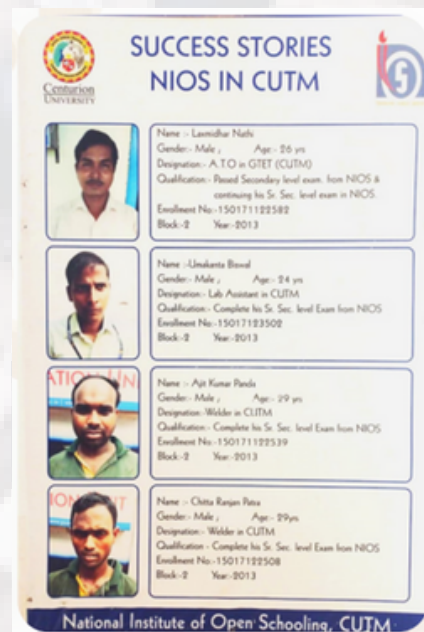 SUCCESS STORIES
NIOS IN CUTM
Centurion
UNIVERSITY
Name :- Laxmidhar Nathi
Gender:- Male ; Age:- 26 yrs
Designation:- A.T.O in GTET (CUTM)
Qualification:- Passed Secondary level exam. from NIOS &
continuing his Sr. Sec. level exam in NIOS
Enrollment No:-150171122582
Block:-2 Year:-2013
Name :-Umakanta Biswal
Gender:- Male ; Age:- 24 yrs
Designation:- Lab Assistant in CUTM
Qualification:- Complete his Sr. Sec. level Exam from NIOS
Enrollment No:-15017123502
Block:-2 Year:-2013
Name :- Ajit Kumar Panda
Gender:- Male ; Age:- 29 yrs
Designation:-Welder in CUTM
Qualification:- Complete his Sr. Sec. level Exam from NIOS
Enrollment No:-150171122539
Block:-2 Year:-2013
Name :- Chitta Ranjan Patra
Gender:- Male ; Age:- 29yrs
Designation:- Welder in CUTM
Qualification:- Complete his Sr. Sec. level Exam from NIOS
Enrollment No:-15017122508
Block:-2 Year:-2013
National Institute of Open Schooling, CUTM